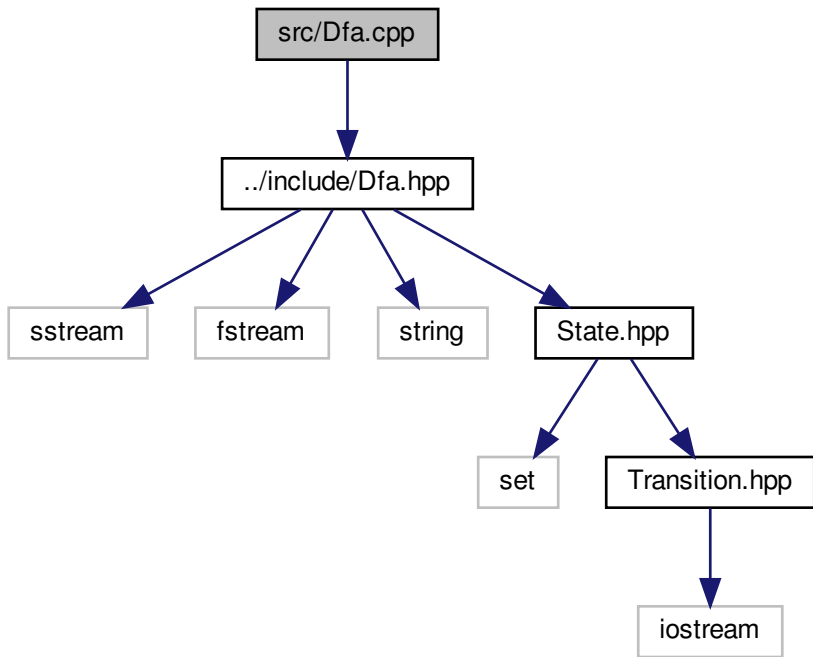 src/Dfa.cpp
../include/Dfa.hpp
sstream
fstream
string
State.hpp
set
Transition.hpp
iostream